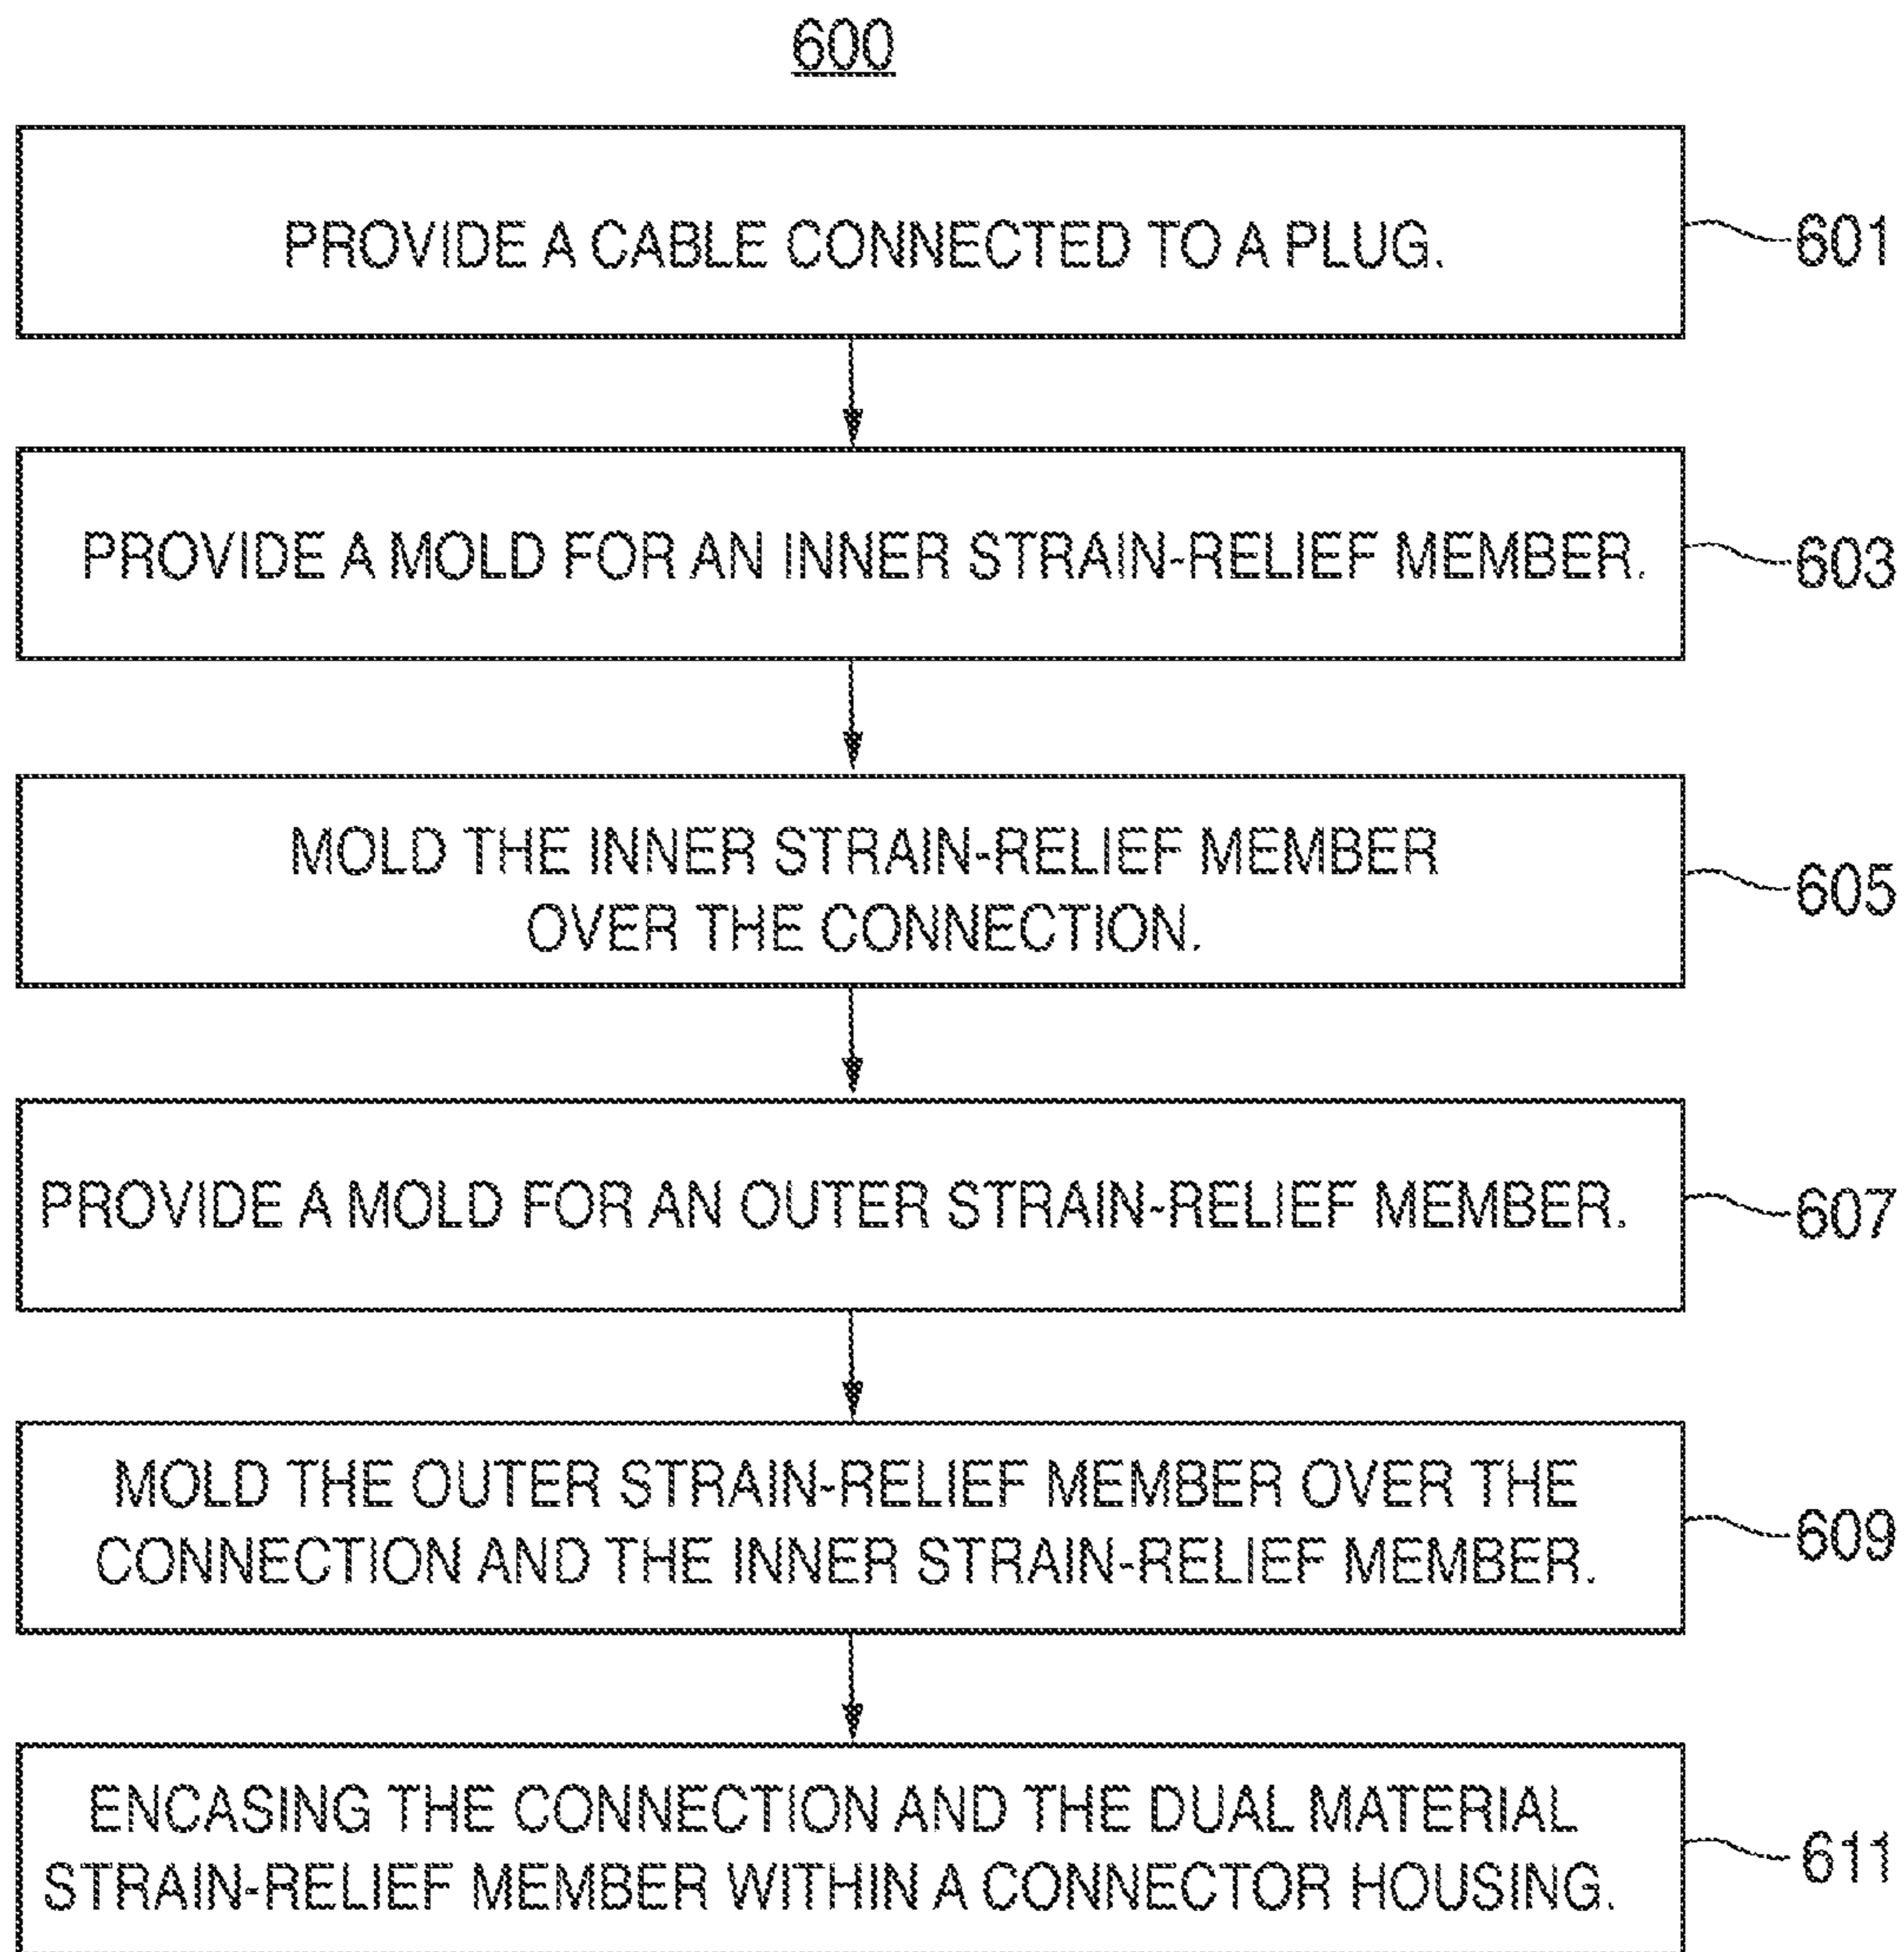 600
PROVIDE A CABLE CONNECTED TO A PLUG.
601
PROVIDE A MOLD FOR AN INNER STRAIN-RELIEF MEMBER.
603
MOLD THE INNER STRAIN-RELIEF MEMBER
OVER THE CONNECTION.
605
PROVIDE A MOLD FOR AN OUTER STRAIN-RELIEF MEMBER.
607
MOLD THE OUTER STRAIN-RELIEF MEMBER OVER THE
CONNECTION AND THE INNER STRAIN-RELIEF MEMBER.
609
ENCASING THE CONNECTION AND THE DUAL MATERIAL
STRAIN-RELIEF MEMBER WITHIN A CONNECTOR HOUSING.
611